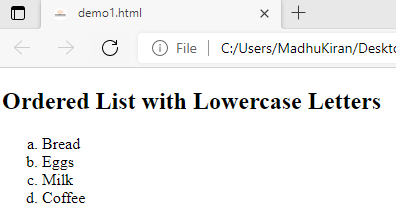 demo1.html
File C:/Users/MadhuKiran/Deskto
Ordered List with Lowercase Letters
a. Bread
b. Eggs
c. Milk
d. Coffee